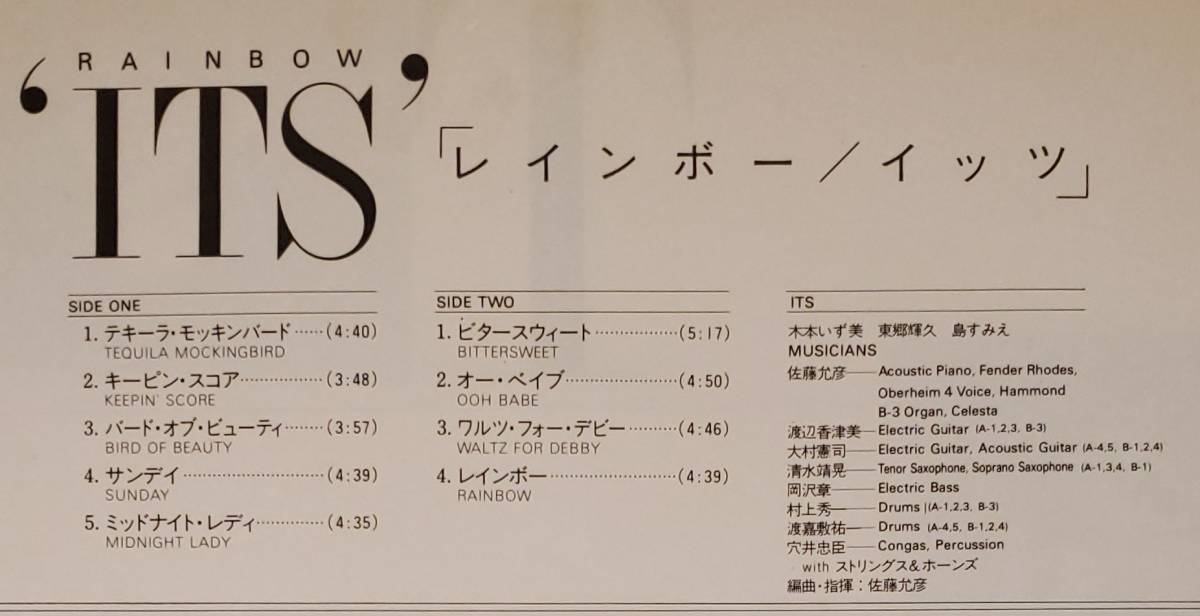 RAINBOW
‘ITS’
「レインボー／イッツ」
SIDE ONE
1. テキーラ・モッキンバード……(4:40)
TEQUILA MOCKINGBIRD
2. キーピン・スコア………………(3:48)
KEEPIN' SCORE
3. バード・オブ・ビューティ………(3:57)
BIRD OF BEAUTY
4. サンデイ…………………………(4:39)
SUNDAY
5. ミッドナイト・レディ……………(4:35)
MIDNIGHT LADY
SIDE TWO
1. ビタースウィート………………(5:17)
BITTERSWEET
2. オー・ベイブ……………………(4:50)
OOH BABE
3. ワルツ・フォー・デビー…………(4:46)
WALTZ FOR DEBBY
4. レインボー………………………(4:39)
RAINBOW
ITS
木本いず美　東郷輝久　島すみえ
MUSICIANS
佐藤允彦——Acoustic Piano, Fender Rhodes,
Oberheim 4 Voice, Hammond
B-3 Organ, Celesta
渡辺香津美—Electric Guitar (A-1,2,3, B-3)
大村憲司——Electric Guitar, Acoustic Guitar (A-4,5, B-1,2,4)
清水靖晃——Tenor Saxophone, Soprano Saxophone (A-1,3,4, B-1)
岡沢章———Electric Bass
村上秀一——Drums (A-1,2,3, B-3)
渡嘉敷祐一—Drums (A-4,5, B-1,2,4)
穴井忠臣——Congas, Percussion
with ストリングス&ホーンズ
編曲・指揮：佐藤允彦